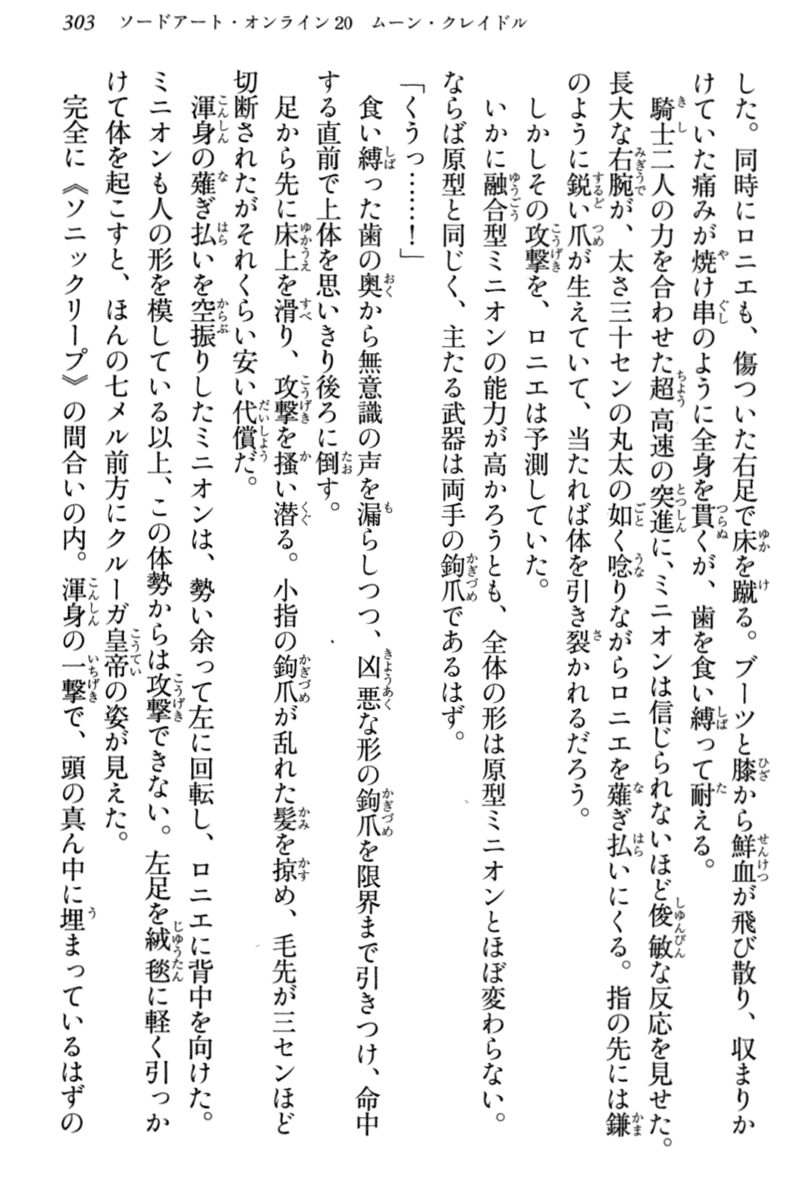 303 ソードアート・オンライン20 ムーン・クレイドル
した。同時にロニエも、傷ついた右足で床を蹴る。ブーツと膝から鮮血が飛び散り、収まりか
けていた痛みが焼け串のように全身を貫くが、歯を食い縛って耐える。
騎士二人の力を合わせた超高速の突進に、ミニオンは信じられないほど俊敏な反応を見せた。
長大な右腕が、太さ三十センの丸太の如く唸りながらロニエを薙ぎ払いにくる。指の先には鎌
のように鋭い爪が生えていて、当たれば体を引き裂かれるだろう。
しかしその攻撃を、ロニエは予測していた。
いかに融合型ミニオンの能力が高かろうとも、全体の形は原型ミニオンとほぼ変わらない。
ならば原型と同じく、主たる武器は両手の鉤爪であるはず。
「くうっ……！」
食い縛った歯の奥から無意識の声を漏らしつつ、凶悪な形の鉤爪を限界まで引きつけ、命中
する直前で上体を思いきり後ろに倒す。
足から先に床上を滑り、攻撃を掻い潜る。小指の鉤爪が乱れた髪を掠め、毛先が三センほど
切断されたがそれくらい安い代償だ。
渾身の薙ぎ払いを空振りしたミニオンは、勢い余って左に回転し、ロニエに背中を向けた。
ミニオンも人の形を模している以上、この体勢からは攻撃できない。左足を絨毯に軽く引っか
けて体を起こすと、ほんの七メル前方にクルーガ皇帝の姿が見えた。
完全に《ソニックリープ》の間合いの内。渾身の一撃で、頭の真ん中に埋まっているはずの